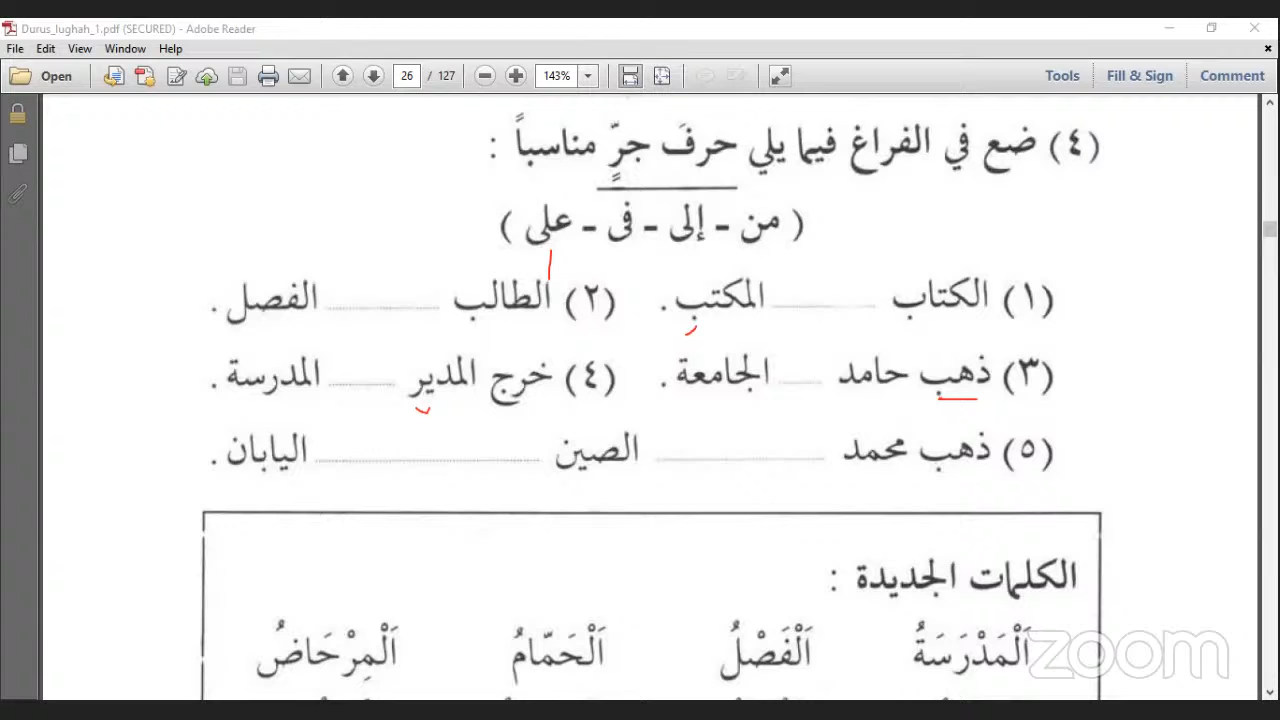 Durus_lughah_1.pdf (SECURED) - Adobe Reader
File Edit View Window Help
Open 26 / 127 143% Tools Fill & Sign Comment
(٤) ضع في الفراغ فيما يلي حرفَ جرٍّ مناسباً :
( من - إلى - فى - على )
(١) الكتاب ............ المكتب . (٢) الطالب ............ الفصل .
(٣) ذهب حامد ...... الجامعة . (٤) خرج المدير ...... المدرسة .
(٥) ذهب محمد ............ الصين ............ اليابان .
الكلمات الجديدة :
اَلْمَدْرَسَةُ اَلْفَصْلُ اَلْحَمّامُ اَلْمِرْحَاضُ
zoom